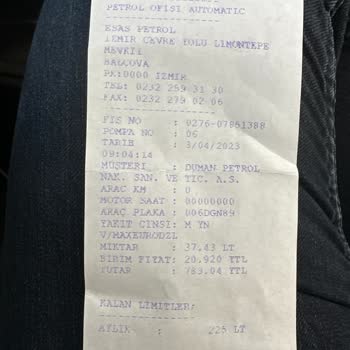 PETROL OFISI AUTOMATIC
ESAS PETROL
IZMIR CEVRE YOLU LIMONTEPE
MEVKII
BALCOVA
PK:0000 IZMIR
TEL: 0232 259 31 30
FAX: 0232 279 02 06
FIS NO : 0276-07851388
POMPA NO : 06
TARIH : 3/04/2023
09:04:14
MUSTERI : DUMAN PETROL
NAK. SAN. VE TIC. A.S.
ARAC KM : 0
MOTOR SAAT : 00000000
ARAC PLAKA : 006DGN89
YAKIT CINSI: M YN
V/MAXEURODZL
MIKTAR : 37.43 LT
BIRIM FIYAT: 20.920 YTL
TUTAR : 783.04 YTL
KALAN LIMITLER;
AYLIK : 225 LT